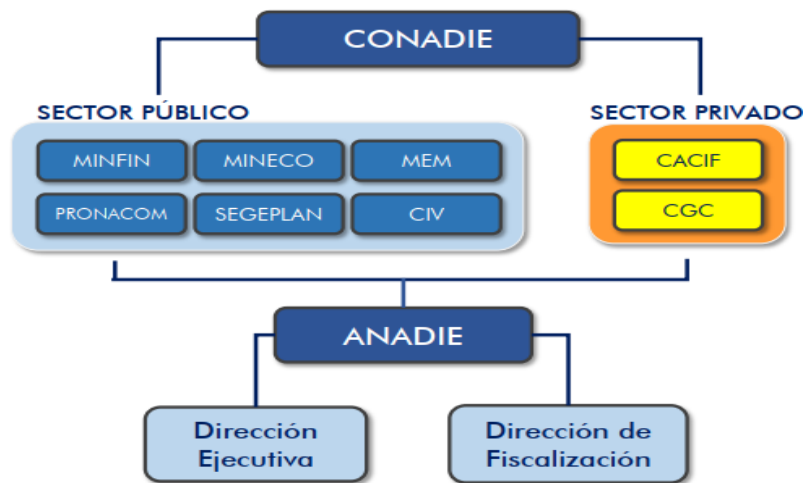 CONADIE
SECTOR PÚBLICO
SECTOR PRIVADO
MINFIN
MINECO
MEM
PRONACOM
SEGEPLAN
CIV
CACIF
CGC
ANADIE
Dirección
Ejecutiva
Dirección de
Fiscalización